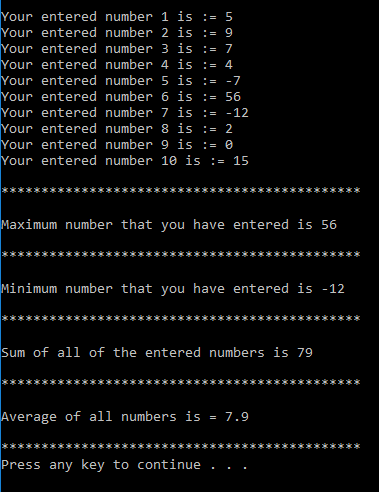 Your entered number 1 is := 5
Your entered number 2 is := 9
Your entered number 3 is := 7
Your entered number 4 is := 4
Your entered number 5 is := -7
Your entered number 6 is := 56
Your entered number 7 is := -12
Your entered number 8 is := 2
Your entered number 9 is := 0
Your entered number 10 is := 15
*********************************************
Maximum number that you have entered is 56
*********************************************
Minimum number that you have entered is -12
*********************************************
Sum of all of the entered numbers is 79
*********************************************
Average of all numbers is = 7.9
*********************************************
Press any key to continue . . .